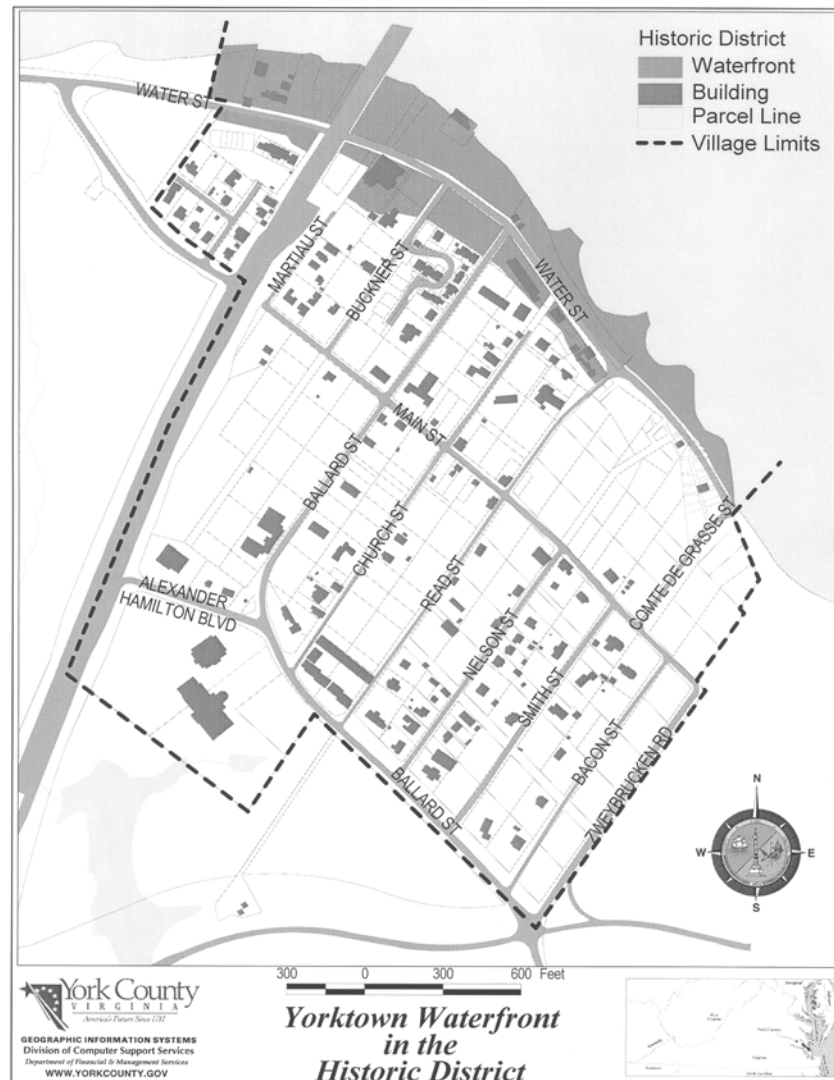 Historic District
Waterfront
Building
Parcel Line
Village Limits
WATER ST
MARTIAU ST
BUCKNER ST
WATER ST
MAIN ST
BALLARD ST
CHURCH ST
READ ST
NELSON ST
SMITH ST
COMTE DE GRASSE ST
ALEXANDER
HAMILTON BLVD
BACON ST
BALLARD ST
ZWEYBRUCKEN RD
N
W
E
S
300 0 300 600 Feet
York County
VIRGINIA
America's Future Since 1781
GEOGRAPHIC INFORMATION SYSTEMS
Division of Computer Support Services
Department of Financial & Management Services
WWW.YORKCOUNTY.GOV
Yorktown Waterfront
in the
Historic District